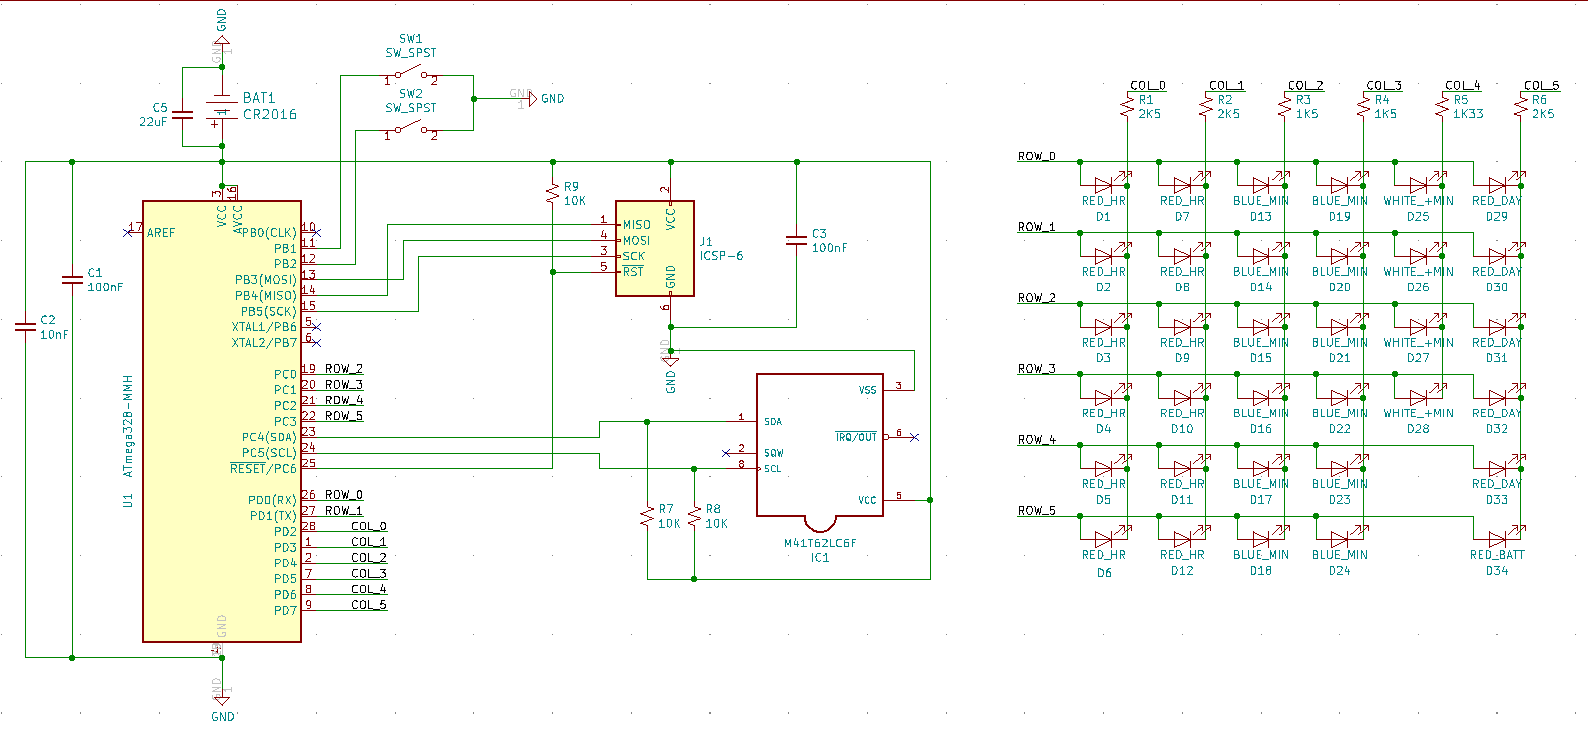 GND
GND
1
BAT1
CR2016
1
+
C5
22uF
SW1
SW_SPST
1
2
SW2
SW_SPST
1
2
GND
1
GND
C1
100nF
C2
10nF
3
16
VCC
AVCC
17
AREF
10
PB0(CLK)
11
PB1
12
PB2
13
PB3(MOSI)
14
PB4(MISO)
15
PB5(SCK)
5
XTAL1/PB6
6
XTAL2/PB7
PC0
19
ROW_2
PC1
20
ROW_3
PC2
21
ROW_4
PC3
22
ROW_5
PC4(SDA)
23
PC5(SCL)
24
RESET/PC6
25
PD0(RX)
26
ROW_0
PD1(TX)
27
ROW_1
PD2
28
COL_0
PD3
1
COL_1
PD4
2
COL_2
PD5
7
COL_3
PD6
8
COL_4
PD7
9
COL_5
U1
ATmega328-MMH
GND
GND
1
GND
R9
10K
2
VCC
1
MISO
4
MOSI
3
SCK
5
RST
GND
6
J1
ICSP-6
C3
100nF
GND
1
GND
1
SDA
2
SQW
8
SCL
VSS
3
IRQ/OUT
6
VCC
5
M41T62LC6F
IC1
R7
10K
R8
10K
COL_0
COL_1
COL_2
COL_3
COL_4
COL_5
R1
2K5
R2
2K5
R3
1K5
R4
1K5
R5
1K33
R6
2K5
ROW_0
RED_HR
RED_HR
BLUE_MIN
BLUE_MIN
WHITE_+MIN
RED_DAY
D1
D7
D13
D19
D25
D29
ROW_1
RED_HR
RED_HR
BLUE_MIN
BLUE_MIN
WHITE_+MIN
RED_DAY
D2
D8
D14
D20
D26
D30
ROW_2
RED_HR
RED_HR
BLUE_MIN
BLUE_MIN
WHITE_+MIN
RED_DAY
D3
D9
D15
D21
D27
D31
ROW_3
RED_HR
RED_HR
BLUE_MIN
BLUE_MIN
WHITE_+MIN
RED_DAY
D4
D10
D16
D22
D28
D32
ROW_4
RED_HR
RED_HR
BLUE_MIN
BLUE_MIN
RED_DAY
D5
D11
D17
D23
D33
ROW_5
RED_HR
RED_HR
BLUE_MIN
BLUE_MIN
RED_BATT
D6
D12
D18
D24
D34